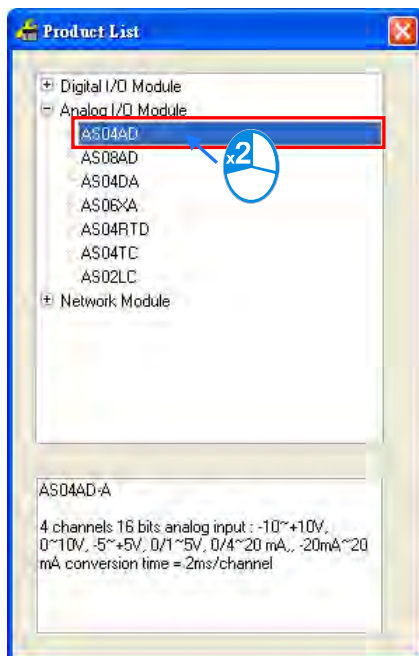 Product List
Digital I/O Module
Analog I/O Module
AS04AD
AS08AD
AS04DA
AS06XA
AS04RTD
AS04TC
AS02LC
Network Module
x2
AS04AD-A
4 channels 16 bits analog input : -10~+10V,
0~10V, -5~+5V, 0/1~5V, 0/4~20 mA,, -20mA~20
mA conversion time = 2ms/channel